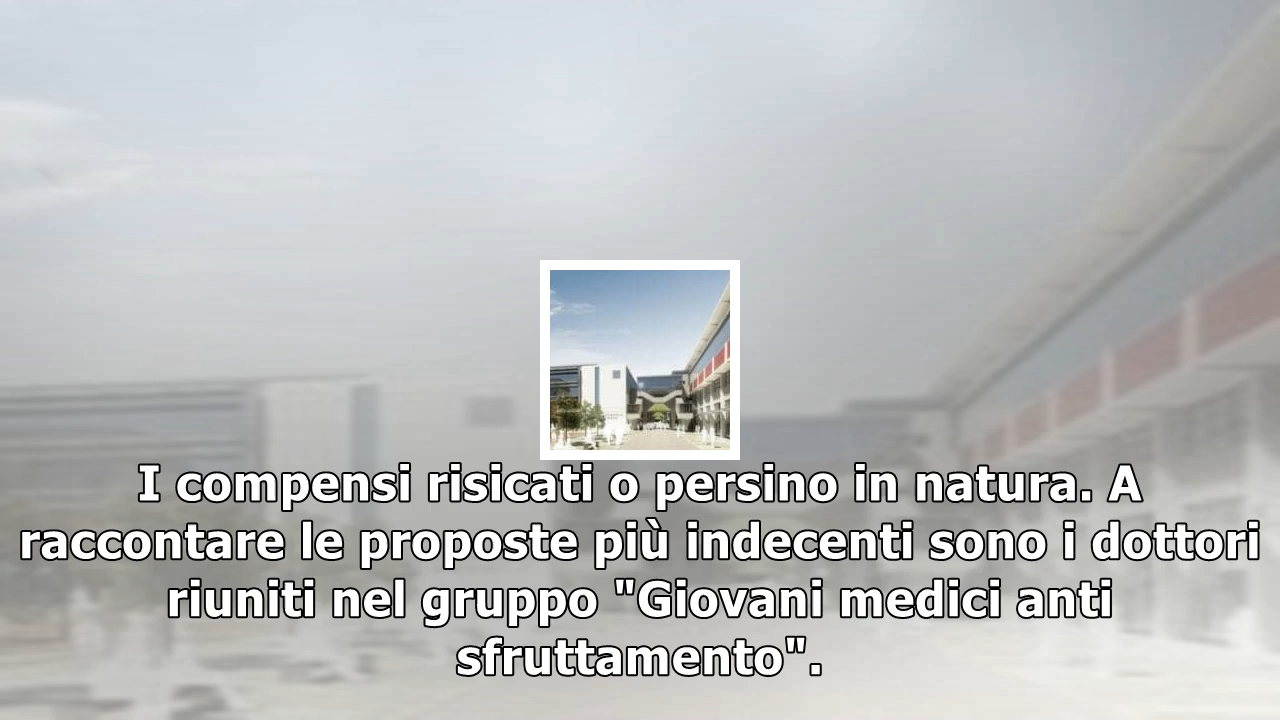 I compensi risicati o persino in natura. A
raccontare le proposte più indecenti sono i dottori
riuniti nel gruppo "Giovani medici anti
sfruttamento".